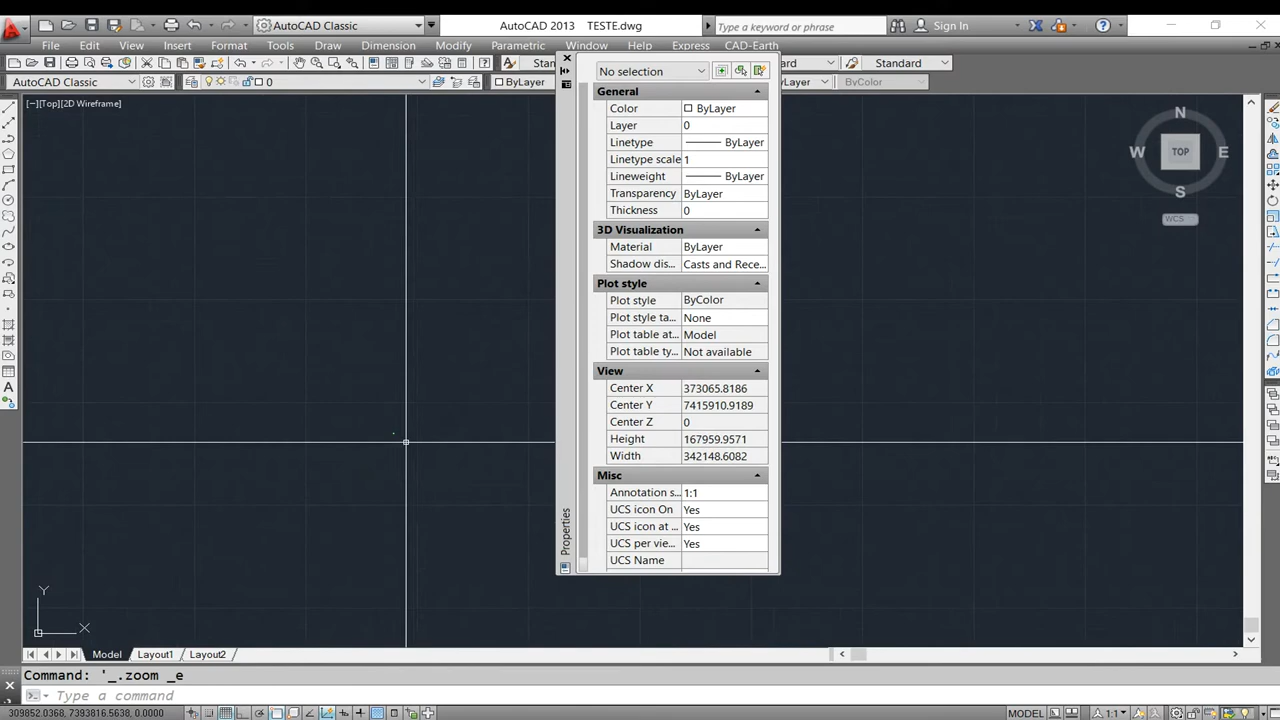 AutoCAD Classic
AutoCAD 2013 TESTE.dwg
Type a keyword or phrase
Sign In
File Edit View Insert Format Tools Draw Dimension Modify Parametric Window Help Express CAD-Earth
Standard
AutoCAD Classic
0
ByLayer
ByColor
[−][Top][2D Wireframe]
N
W TOP E
S
WCS
No selection
General
Color ByLayer
Layer 0
Linetype ByLayer
Linetype scale 1
Lineweight ByLayer
Transparency ByLayer
Thickness 0
3D Visualization
Material ByLayer
Shadow dis... Casts and Rece...
Plot style
Plot style ByColor
Plot style ta... None
Plot table at... Model
Plot table ty... Not available
View
Center X 373065.8186
Center Y 7415910.9189
Center Z 0
Height 167959.9571
Width 342148.6082
Misc
Annotation s... 1:1
UCS icon On Yes
UCS icon at ... Yes
UCS per vie... Yes
UCS Name
Properties
Y
X
Model Layout1 Layout2
Command: '_.zoom _e
Type a command
309852.0368, 7393816.5638, 0.0000
MODEL
1:1